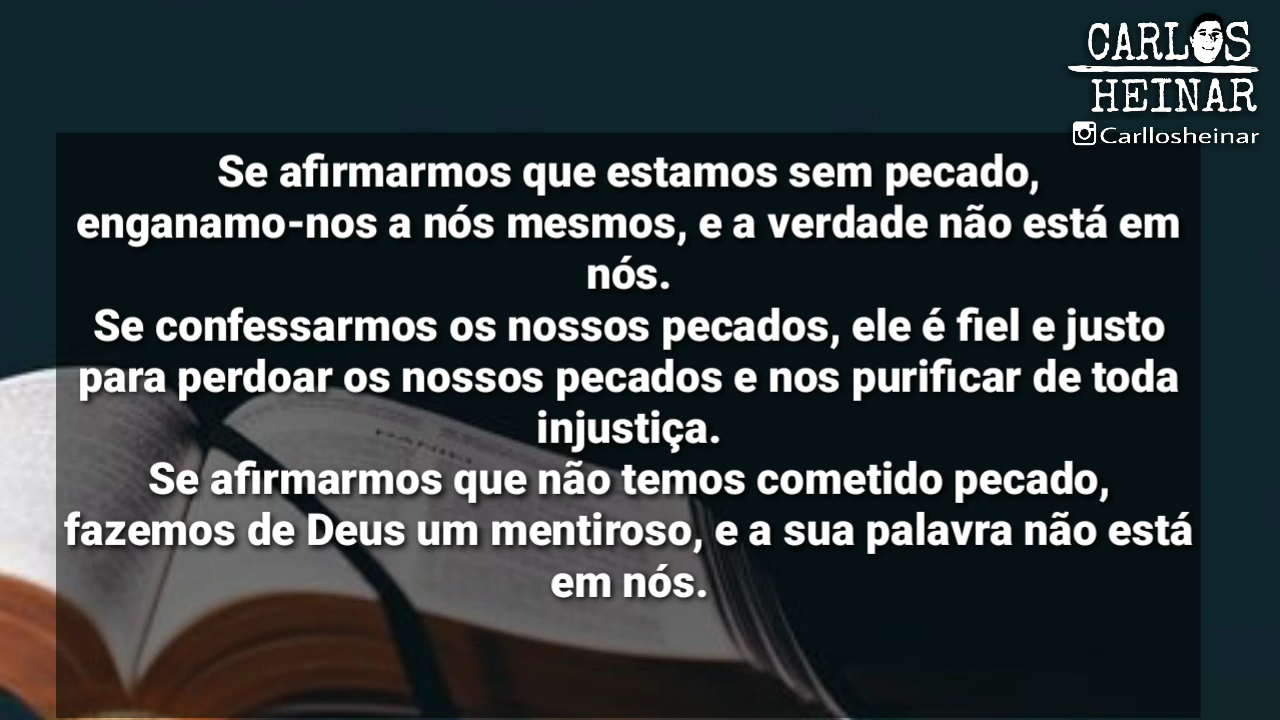 CARLOS
HEINAR
Carllosheinar
Se afirmarmos que estamos sem pecado,
enganamo-nos a nós mesmos, e a verdade não está em
nós.
Se confessarmos os nossos pecados, ele é fiel e justo
para perdoar os nossos pecados e nos purificar de toda
injustiça.
Se afirmarmos que não temos cometido pecado,
fazemos de Deus um mentiroso, e a sua palavra não está
em nós.